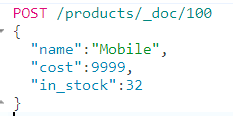 POST /products/_doc/100
{
"name":"Mobile",
"cost":9999,
"in_stock":32
}